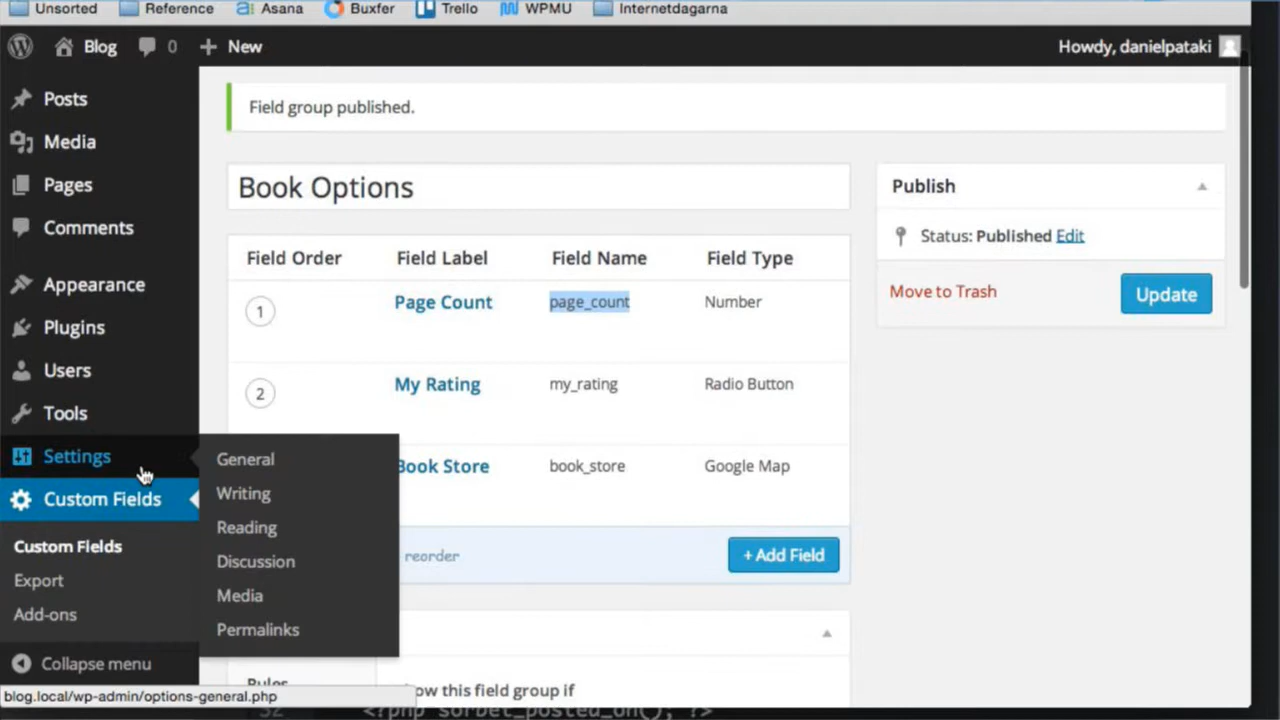 Unsorted Reference Asana Buxfer Trello WPMU Internetdagarna
Blog 0 New Howdy, danielpataki
Posts
Media
Pages
Comments
Appearance
Plugins
Users
Tools
Settings
Custom Fields
Custom Fields
Export
Add-ons
Collapse menu
General
Writing
Reading
Discussion
Media
Permalinks
Field group published.
Book Options
Field Order Field Label Field Name Field Type
1 Page Count page_count Number
2 My Rating my_rating Radio Button
Book Store book_store Google Map
reorder
+ Add Field
Rules
ow this field group if
Publish
Status: Published Edit
Move to Trash
Update
blog.local/wp-admin/options-general.php
52 <?php sorbet_posted_on(); ?>